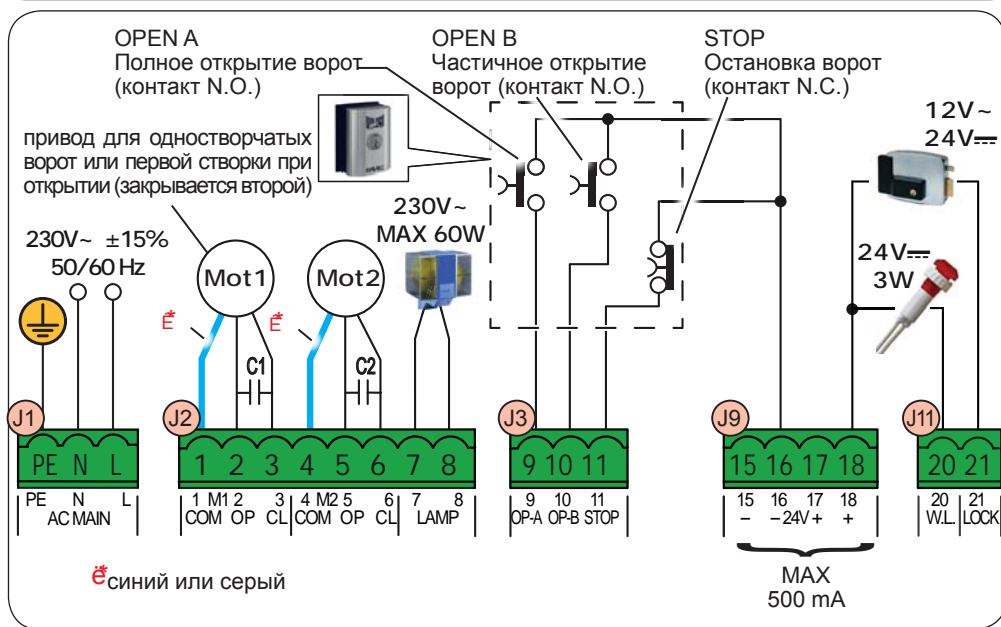 OPEN A
Полное открытие ворот
(контакт N.O.)
OPEN B
Частичное открытие
ворот (контакт N.O.)
STOP
Остановка ворот
(контакт N.C.)
привод для одностворчатых
ворот или первой створки при
открытии (закрывается второй)
12V~
24V⎓
230V~ ±15%
50/60 Hz
230V~
MAX 60W
24V⎓
3W
Mot1
Mot2
Ё*
Ё*
C1
C2
J1
J2
J3
J9
J11
PE N L
1 2 3 4 5 6 7 8
9 10 11
15 16 17 18
20 21
PE N L
AC MAIN
1 M1 2 3 4 M2 5 6 7 8
COM OP CL COM OP CL LAMP
9 10 11
OP-A OP-B STOP
15 16 17 18
– – 24V + +
20 21
W.L. LOCK
ё*синий или серый
MAX
500 mA